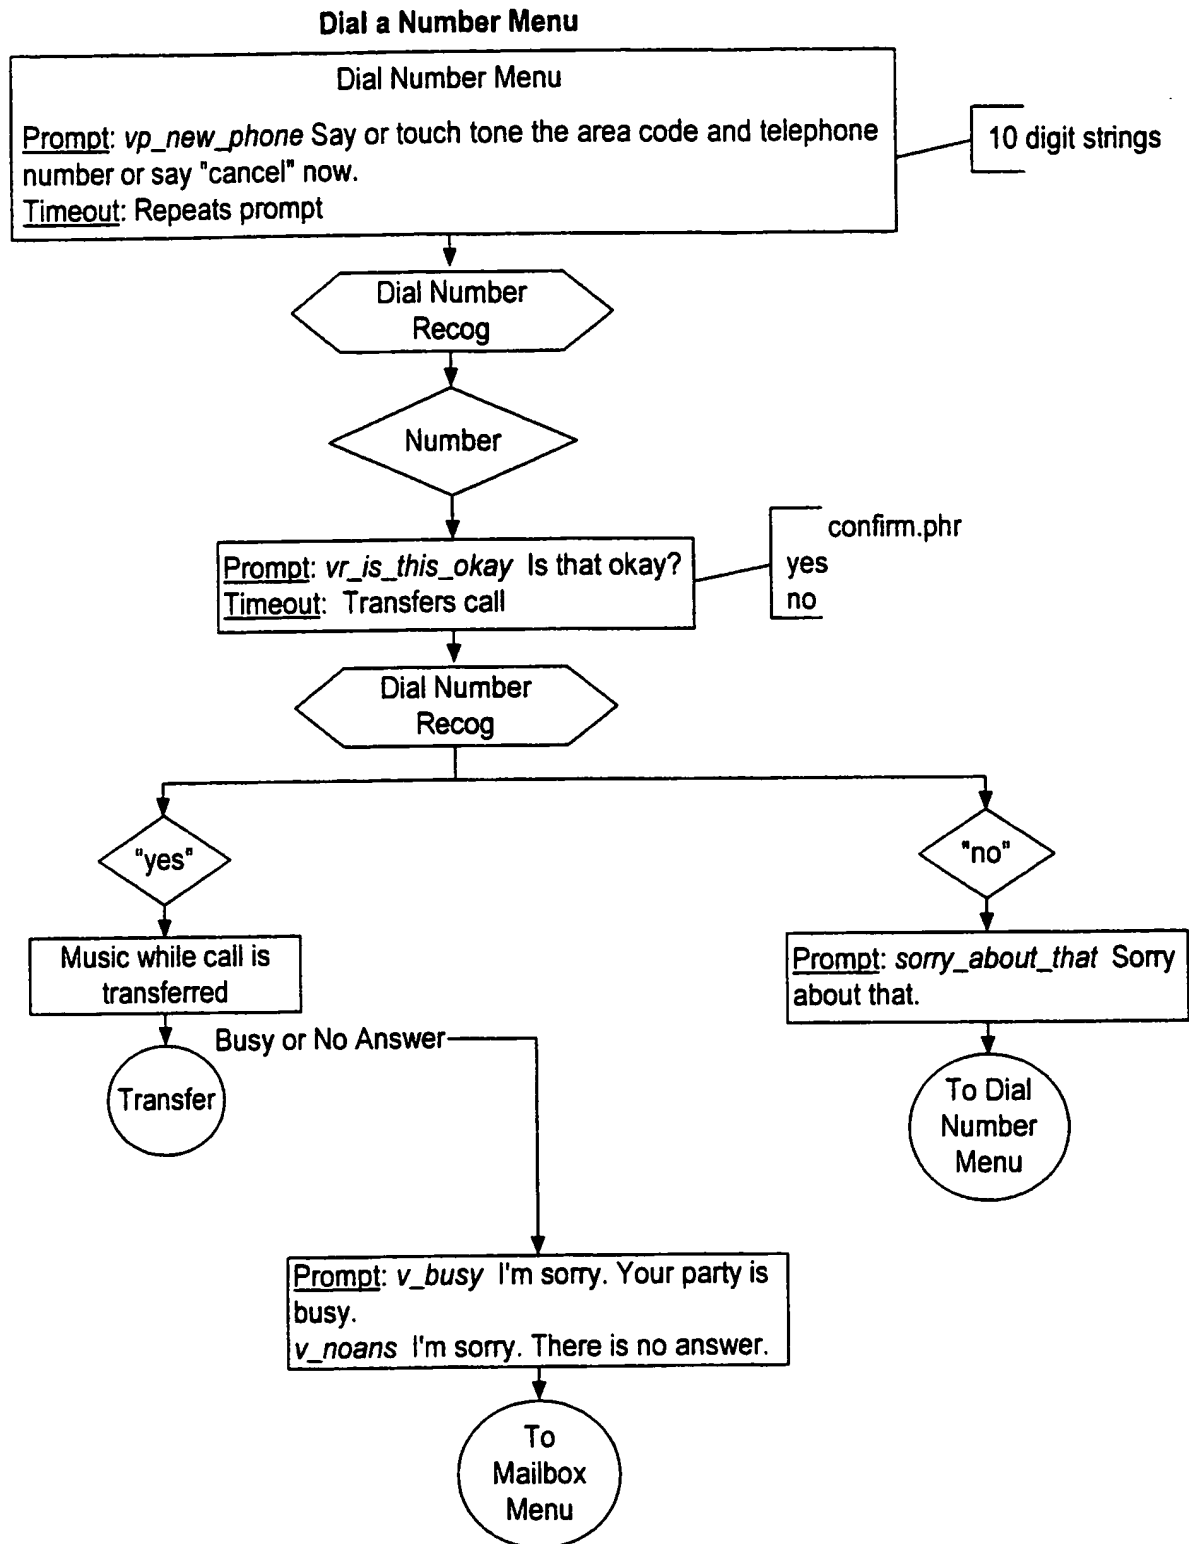 Dial a Number Menu
Dial Number Menu
Prompt: vp_new_phone Say or touch tone the area code and telephone
number or say "cancel" now.
Timeout: Repeats prompt
10 digit strings
Dial Number
Recog
Number
Prompt: vr_is_this_okay Is that okay?
Timeout: Transfers call
confirm.phr
yes
no
Dial Number
Recog
"yes"
"no"
Music while call is
transferred
Prompt: sorry_about_that Sorry
about that.
Busy or No Answer
Transfer
To Dial
Number
Menu
Prompt: v_busy I'm sorry. Your party is
busy.
v_noans I'm sorry. There is no answer.
To
Mailbox
Menu